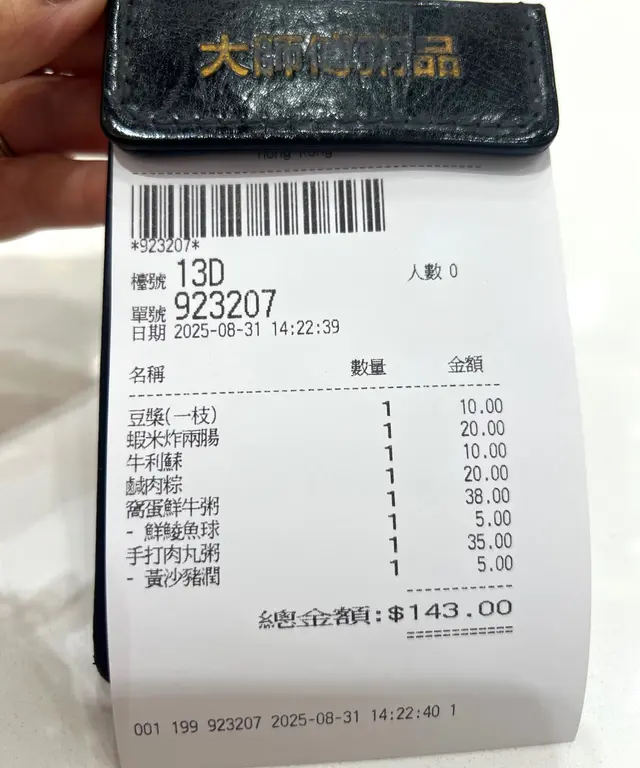 大師傅粥品
Hong Kong
*923207*
檯號 13D 人數 0
單號 923207
日期 2025-08-31 14:22:39
名稱 數量 金額
豆漿(一枝) 1 10.00
蝦米炸兩腸 1 20.00
牛利酥 1 10.00
鹹肉粽 1 20.00
窩蛋鮮牛粥 1 38.00
- 鮮鯪魚球 1 5.00
手打肉丸粥 1 35.00
- 黃沙豬潤 1 5.00
總金額:$143.00
001 199 923207 2025-08-31 14:22:40 1